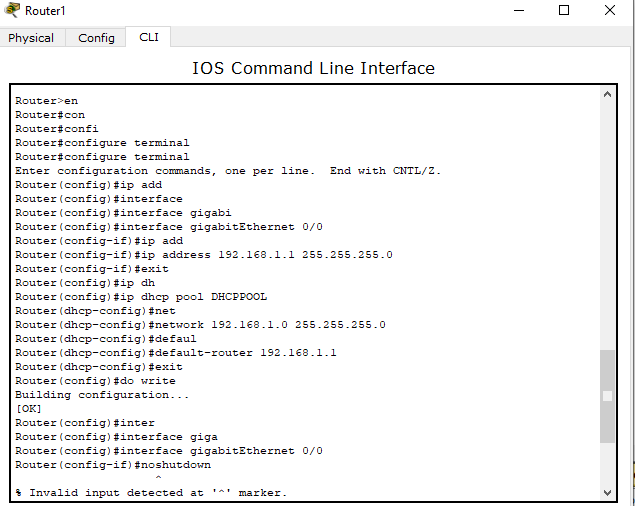 Router1
Physical Config CLI
IOS Command Line Interface
Router>en
Router#con
Router#confi
Router#configure terminal
Router#configure terminal
Enter configuration commands, one per line.  End with CNTL/Z.
Router(config)#ip add
Router(config)#interface
Router(config)#interface gigabi
Router(config)#interface gigabitEthernet 0/0
Router(config-if)#ip add
Router(config-if)#ip address 192.168.1.1 255.255.255.0
Router(config-if)#exit
Router(config)#ip dh
Router(config)#ip dhcp pool DHCPPOOL
Router(dhcp-config)#net
Router(dhcp-config)#network 192.168.1.0 255.255.255.0
Router(dhcp-config)#defaul
Router(dhcp-config)#default-router 192.168.1.1
Router(dhcp-config)#exit
Router(config)#do write
Building configuration...
[OK]
Router(config)#inter
Router(config)#interface giga
Router(config)#interface gigabitEthernet 0/0
Router(config-if)#noshutdown
^
% Invalid input detected at '^' marker.